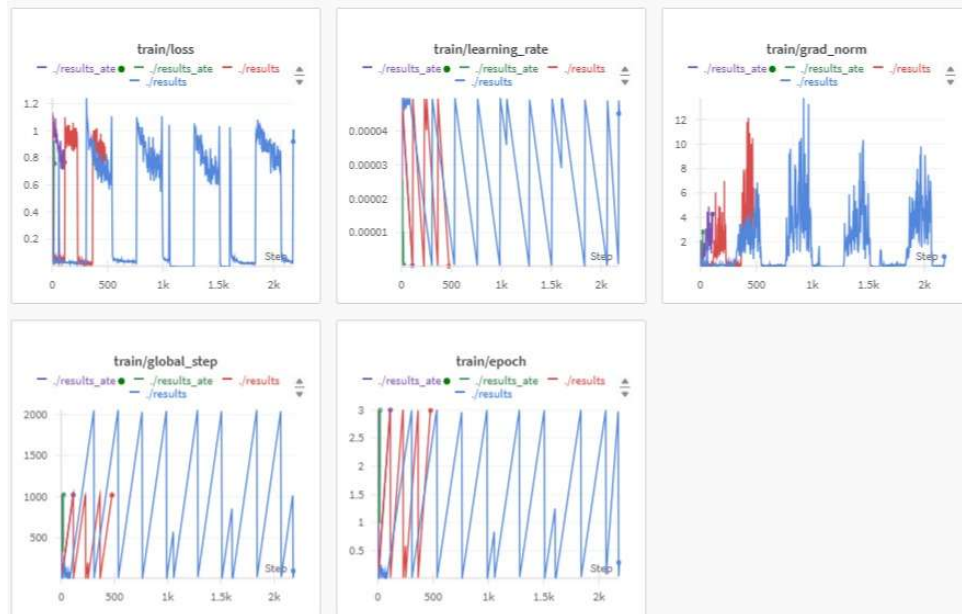 train/loss
./results_ate ./results_ate ./results
./results
1.2
1
0.8
0.6
0.4
0.2
Step
0 500 1k 1.5k 2k
train/learning_rate
./results_ate ./results_ate ./results
./results
0.00004
0.00003
0.00002
0.00001
Step
0 500 1k 1.5k 2k
train/grad_norm
./results_ate ./results_ate ./results
./results
12
10
8
6
4
2
Step
0 500 1k 1.5k 2k
train/global_step
./results_ate ./results_ate ./results
./results
2000
1500
1000
500
Step
0 500 1k 1.5k 2k
train/epoch
./results_ate ./results_ate ./results
./results
3
2.5
2
1.5
1
0.5
Step
0 500 1k 1.5k 2k